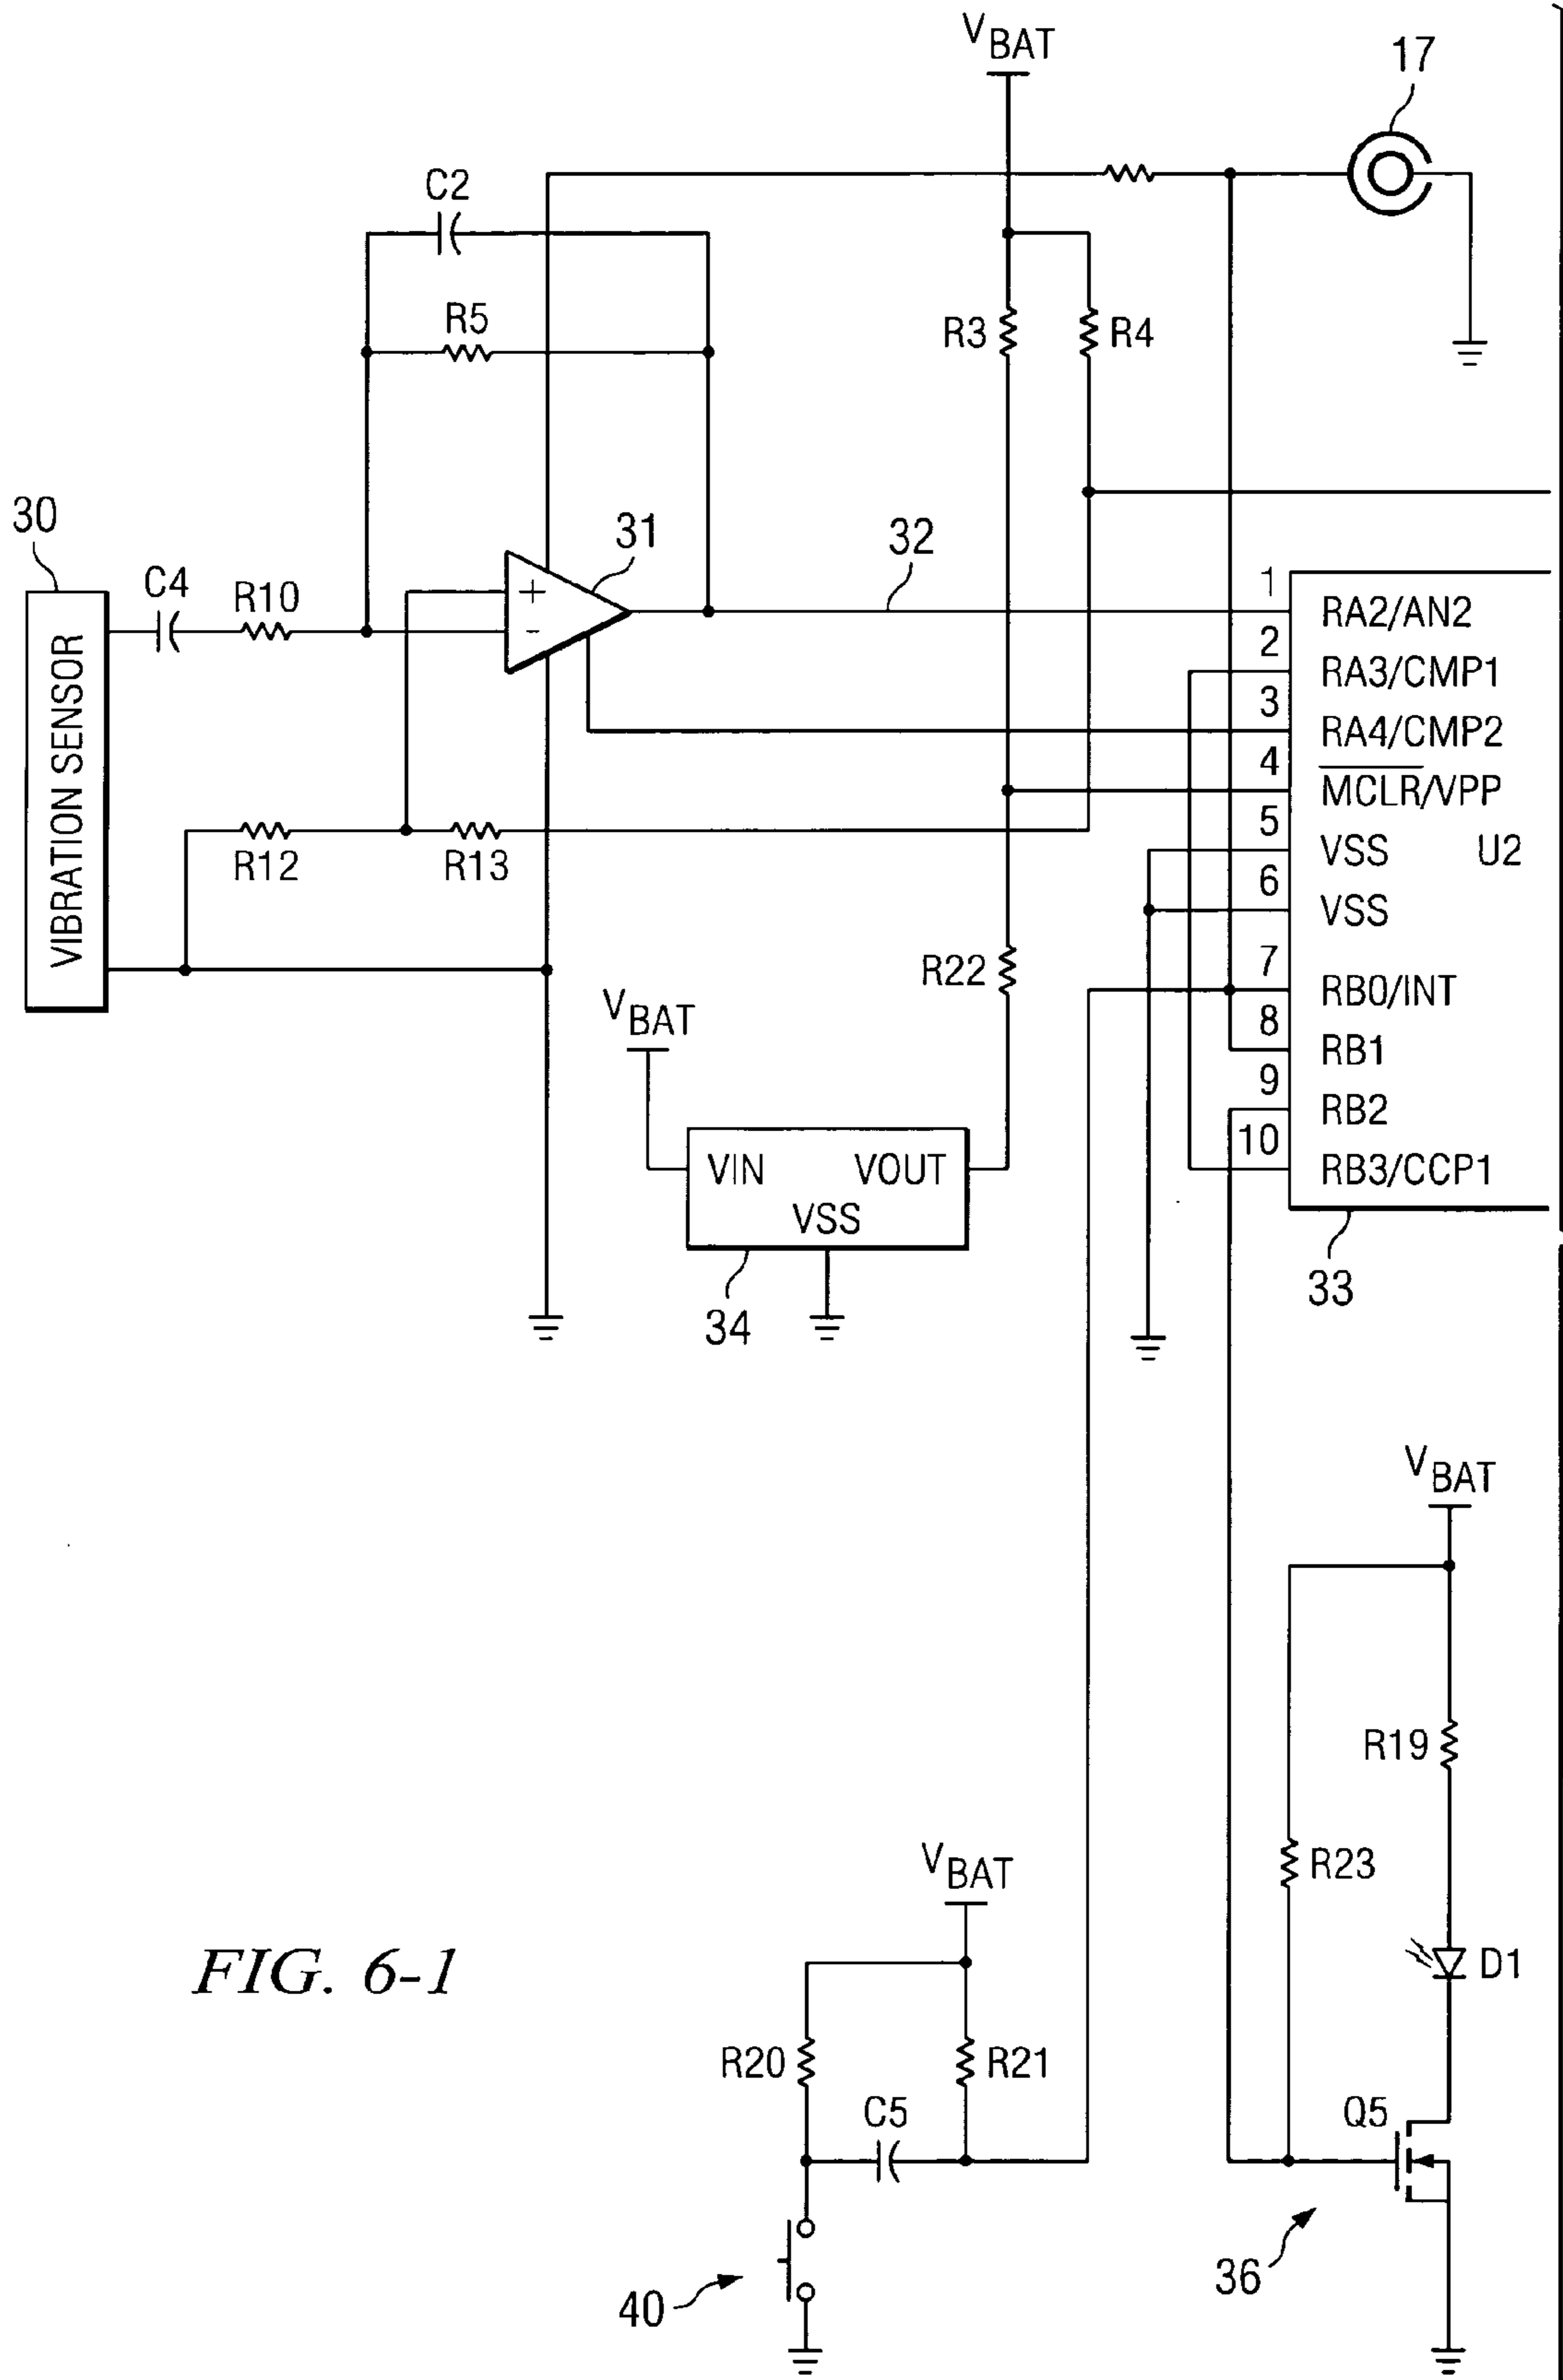 VBAT
17
C2
R5
R3
R4
30
31
32
C4
R10
+
-
VIBRATION SENSOR
R12
R13
1
RA2/AN2
2
RA3/CMP1
3
RA4/CMP2
4
MCLR/VPP
5
VSS
U2
6
VSS
7
RB0/INT
8
RB1
9
RB2
10
RB3/CCP1
33
R22
VBAT
VIN
VOUT
VSS
34
VBAT
R19
R23
D1
Q5
36
VBAT
R20
R21
C5
40
FIG. 6-1